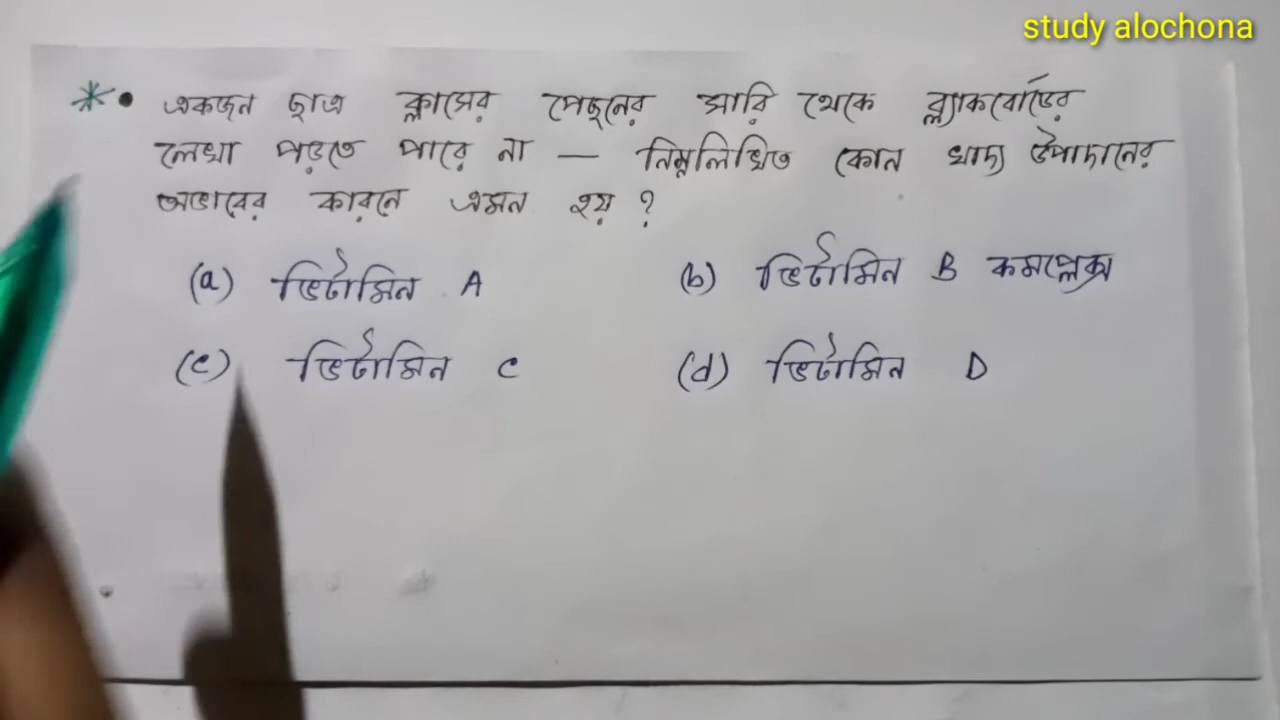 study alochona
একজন ছাত্র ক্লাসের পেছনের সারি থেকে ব্ল্যাকবোর্ডের
লেখা পড়তে পারে না — নিম্নলিখিত কোন খাদ্য উপাদানের
অভাবের কারনে এমন হয় ?
(a) ভিটামিন A (b) ভিটামিন B কমপ্লেক্স
(c) ভিটামিন C (d) ভিটামিন D